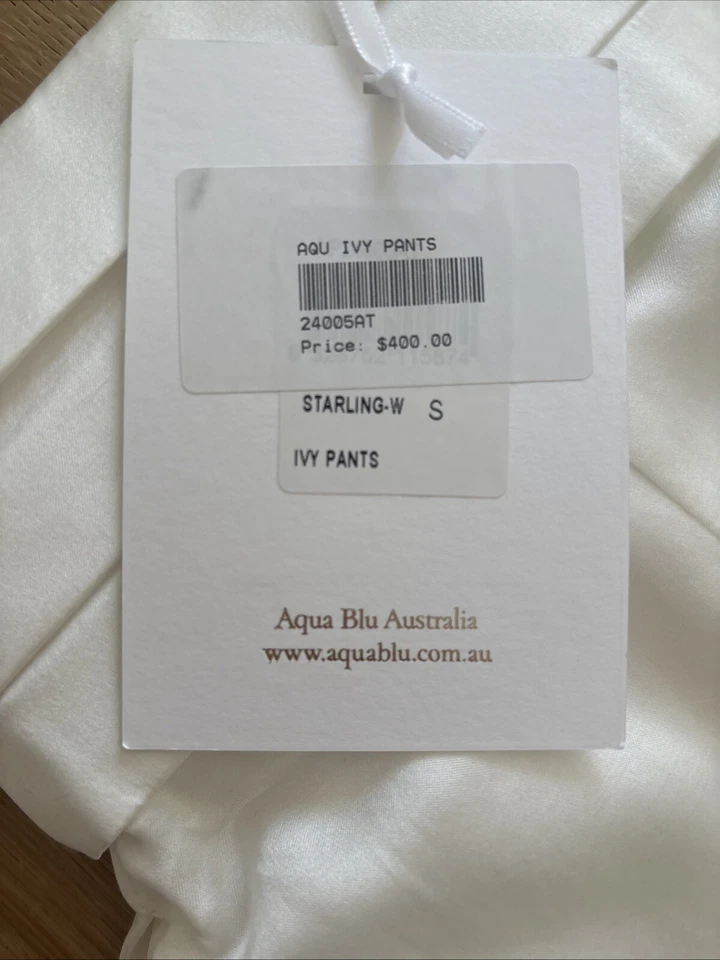 AQU IVY PANTS
24005AT
Price: $400.00
STARLING-W S
IVY PANTS
Aqua Blu Australia
www.aquablu.com.au